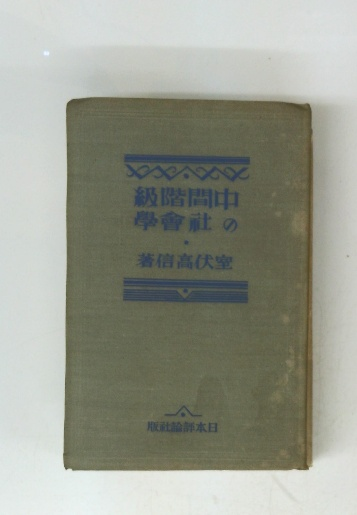 中間階級
の社會學
室伏高信著
日本評論社版